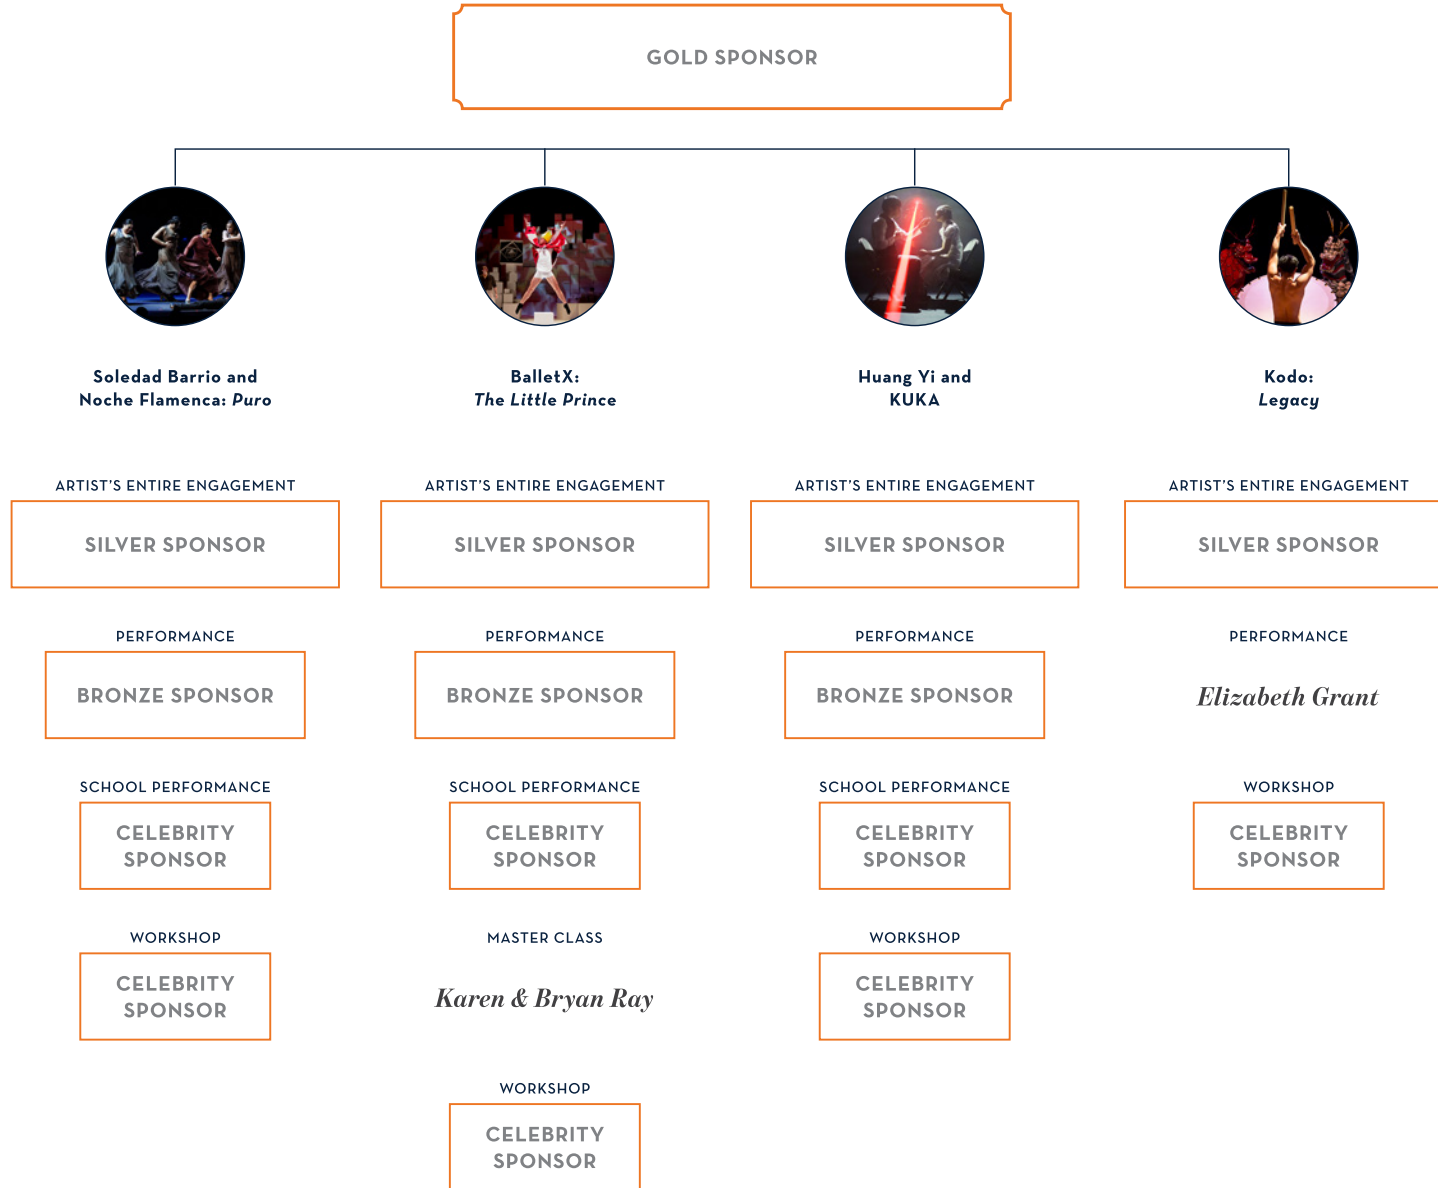 GOLD SPONSOR
Soledad Barrio and
Noche Flamenca: Puro
ARTIST'S ENTIRE ENGAGEMENT
SILVER SPONSOR
PERFORMANCE
BRONZE SPONSOR
SCHOOL PERFORMANCE
CELEBRITY
SPONSOR
WORKSHOP
CELEBRITY
SPONSOR
BalletX:
The Little Prince
ARTIST'S ENTIRE ENGAGEMENT
SILVER SPONSOR
PERFORMANCE
BRONZE SPONSOR
SCHOOL PERFORMANCE
CELEBRITY
SPONSOR
MASTER CLASS
Karen & Bryan Ray
WORKSHOP
CELEBRITY
SPONSOR
Huang Yi and
KUKA
ARTIST'S ENTIRE ENGAGEMENT
SILVER SPONSOR
PERFORMANCE
BRONZE SPONSOR
SCHOOL PERFORMANCE
CELEBRITY
SPONSOR
WORKSHOP
CELEBRITY
SPONSOR
Kodo:
Legacy
ARTIST'S ENTIRE ENGAGEMENT
SILVER SPONSOR
PERFORMANCE
Elizabeth Grant
WORKSHOP
CELEBRITY
SPONSOR